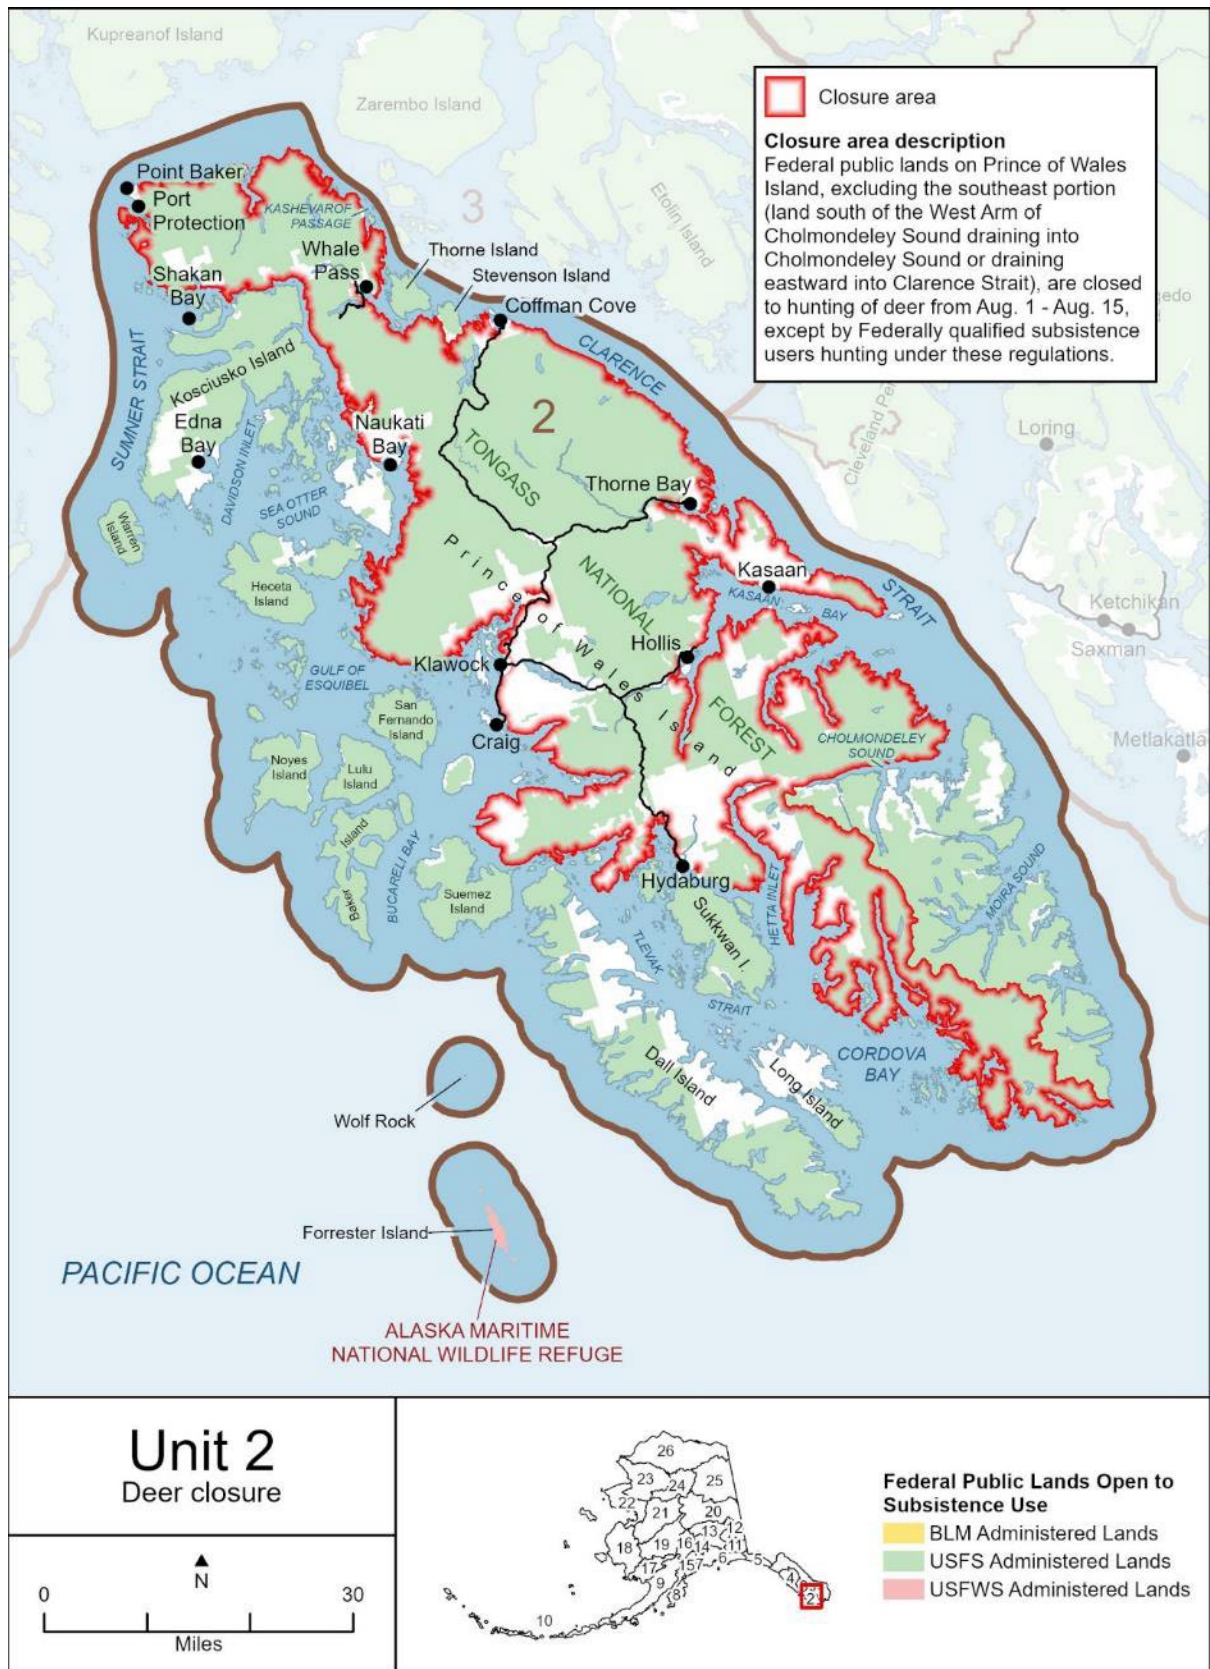 Kupreanof Island
Zarembo Island
Etolin Island
3
Closure area
Closure area description
Federal public lands on Prince of Wales
Island, excluding the southeast portion
(land south of the West Arm of
Cholmondeley Sound draining into
Cholmondeley Sound or draining
eastward into Clarence Strait), are closed
to hunting of deer from Aug. 1 - Aug. 15,
except by Federally qualified subsistence
users hunting under these regulations.
Point Baker
Port
Protection
KASHEVAROF
PASSAGE
Whale
Pass
Thorne Island
Stevenson Island
Coffman Cove
Shakan
Bay
SUMNER STRAIT
CLARENCE
STRAIT
Kosciusko Island
Edna
Bay
Naukati
Bay
DAVIDSON INLET
SEA OTTER
SOUND
Warren
Island
Heceta
Island
2
TONGASS
NATIONAL
FOREST
Prince of Wales Island
Thorne Bay
Kasaan
KASAAN
BAY
Hollis
Klawock
Craig
GULF OF
ESQUIBEL
San
Fernando
Island
Noyes
Island
Lulu
Island
Baker
Island
BUCARELI BAY
Suemez
Island
CHOLMONDELEY
SOUND
Hydaburg
HETTA INLET
MOIRA SOUND
Sukkwan I.
TLEVAK
STRAIT
Dall Island
Long Island
CORDOVA
BAY
Loring
Ketchikan
Saxman
Metlakatla
Wolf Rock
Forrester Island
PACIFIC OCEAN
ALASKA MARITIME
NATIONAL WILDLIFE REFUGE
Unit 2
Deer closure
N
0
30
Miles
26
23
24
25
22
21
20
18
19
16
13
12
14
11
17
15
7
6
5
9
8
4
2
10
Federal Public Lands Open to
Subsistence Use
BLM Administered Lands
USFS Administered Lands
USFWS Administered Lands